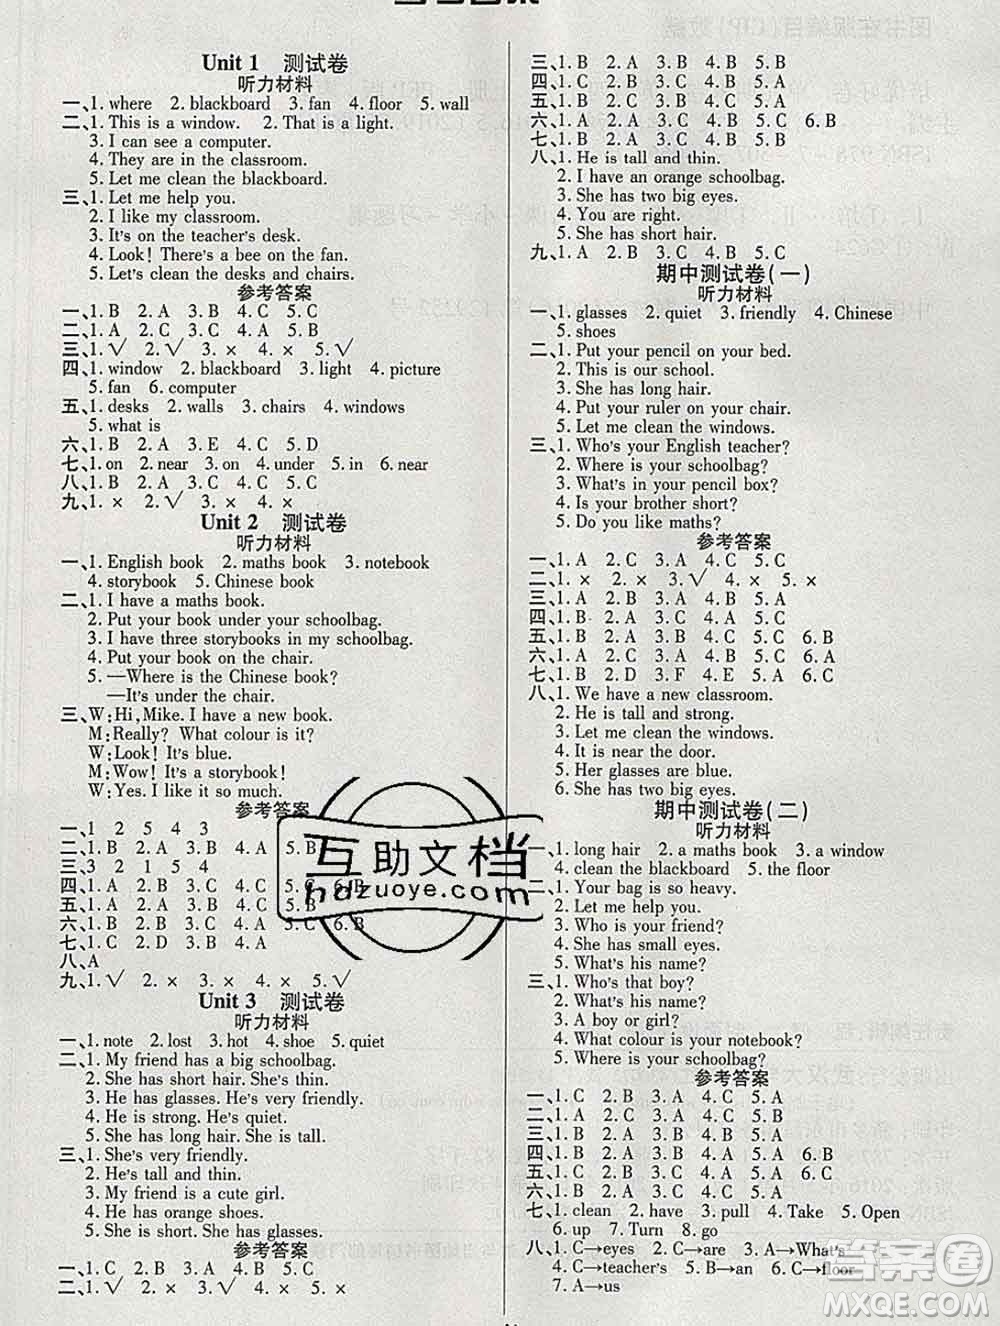 Unit 1 测试卷
听力材料
一、1. where 2. blackboard 3. fan 4. floor 5. wall
二、1. This is a window. 2. That is a light.
3. I can see a computer.
4. They are in the classroom.
5. Let me clean the blackboard.
三、1. Let me help you.
2. I like my classroom.
3. It's on the teacher's desk.
4. Look! There's a bee on the fan.
5. Let's clean the desks and chairs.
参考答案
一、1. B 2. A 3. B 4. C 5. C
二、1. A 2. C 3. B 4. C 5. A
三、1. √ 2. √ 3. × 4. × 5. √
四、1. window 2. blackboard 3. light 4. picture
5. fan 6. computer
五、1. desks 2. walls 3. chairs 4. windows
5. what is
六、1. B 2. A 3. E 4. C 5. D
七、1. on 2. near 3. on 4. under 5. in 6. near
八、1. B 2. A 3. B 4. C 5. C
九、1. × 2. √ 3. × 4. ×
Unit 2 测试卷
听力材料
一、1. English book 2. maths book 3. notebook
4. storybook 5. Chinese book
二、1. I have a maths book.
2. Put your book under your schoolbag.
3. I have three storybooks in my schoolbag.
4. Put your book on the chair.
5. —Where is the Chinese book?
—It's under the chair.
三、W: Hi, Mike. I have a new book.
M: Really? What colour is it?
W: Look! It's blue.
M: Wow! It's a storybook!
W: Yes. I like it so much.
参考答案
一、1 2 5 4 3
二、1. B 2. A 3. B 4. A 5. B
三、3 2 1 5 4
四、1. A 2. B 3. B 4. C 5. C 6. B
五、1. A 2. B 3. A 4. B 5. A
六、1. B 2. A 3. C 4. B 5. C 6. B
七、1. C 2. D 3. B 4. A
八、A
九、1. √ 2. × 3. × 4. × 5. √
Unit 3 测试卷
听力材料
一、1. note 2. lost 3. hot 4. shoe 5. quiet
二、1. My friend has a big schoolbag.
2. She has short hair. She's thin.
3. He has glasses. He's very friendly.
4. He is strong. He's quiet.
5. She has long hair. She is tall.
三、1. She's very friendly.
2. He's tall and thin.
3. My friend is a cute girl.
4. He has orange shoes.
5. She is short. She has glasses.
参考答案
一、1. C 2. B 3. B 4. C 5. A
二、1. C 2. B 3. C 4. A 5. C
三、1. B 2. A 3. B 4. A 5. B
四、1. C 2. B 3. A 4. C 5. B
五、1. B 2. C 3. B 4. A 5. A
六、1. A 2. B 3. B 4. A 5. C 6. B
七、1. B 2. C 3. A 4. B 5. A
八、1. He is tall and thin.
2. I have an orange schoolbag.
3. She has two big eyes.
4. You are right.
5. She has short hair.
九、1. A 2. B 3. C 4. B 5. C
期中测试卷(一)
听力材料
一、1. glasses 2. quiet 3. friendly 4. Chinese
5. shoes
二、1. Put your pencil on your bed.
2. This is our school.
3. She has long hair.
4. Put your ruler on your chair.
5. Let me clean the windows.
三、1. Who's your English teacher?
2. Where is your schoolbag?
3. What's in your pencil box?
4. Is your brother short?
5. Do you like maths?
参考答案
一、1. A 2. C 3. A 4. C 5. C
二、1. × 2. × 3. √ 4. × 5. ×
三、1. A 2. B 3. A 4. B 5. A
四、1. B 2. A 3. C 4. C 5. A
五、1. B 2. C 3. B 4. C 5. C 6. B
六、1. A 2. C 3. B 4. C 5. A
七、1. B 2. D 3. F 4. E 5. A 6. C
八、1. We have a new classroom.
2. He is tall and strong.
3. Let me clean the windows.
4. It is near the door.
5. Her glasses are blue.
6. She has two big eyes.
期中测试卷(二)
听力材料
一、1. long hair 2. a maths book 3. a window
4. clean the blackboard 5. the floor
二、1. Your bag is so heavy.
2. Let me help you.
3. Who is your friend?
4. She has small eyes.
5. What's his name?
三、1. Who's that boy?
2. What's his name?
3. A boy or girl?
4. What colour is your notebook?
5. Where is your schoolbag?
参考答案
一、1. C 2. B 3. A 4. C 5. A
二、1. A 2. C 3. A 4. C 5. A
三、1. B 2. A 3. B 4. C 5. B
四、1. B 2. A 3. A 4. A 5. A 6. B
五、1. C 2. C 3. B 4. A 5. C
六、1. A 2. B 3. B 4. C 5. A
七、1. clean 2. have 3. pull 4. Take 5. Open
6. up 7. Turn 8. go
八、1. C→eyes 2. C→are 3. A→What's
4. C→teacher's 5. B→an 6. C→floor
7. A→us
互助文档
hdzuoye.com
答案圈
MXQE.COM